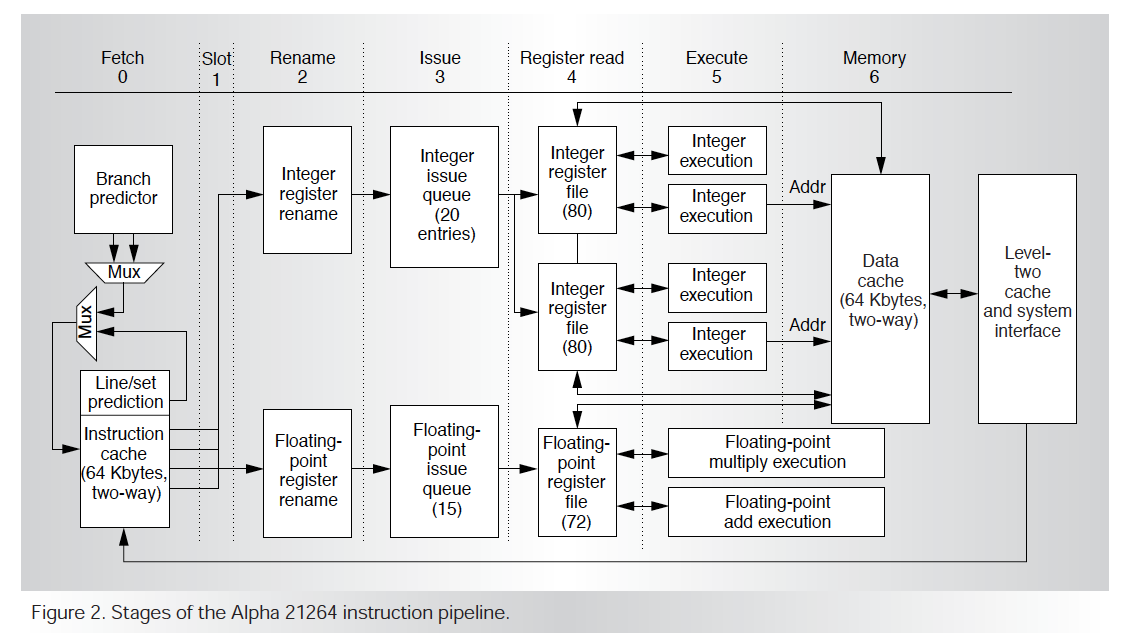 Fetch
0
Slot
1
Rename
2
Issue
3
Register read
4
Execute
5
Memory
6
Branch
predictor
Mux
Mux
Line/set
prediction
Instruction
cache
(64 Kbytes,
two-way)
Integer
register
rename
Floating-
point
register
rename
Integer
issue
queue
(20
entries)
Floating-
point
issue
queue
(15)
Integer
register
file
(80)
Integer
register
file
(80)
Floating-
point
register
file
(72)
Integer
execution
Integer
execution
Integer
execution
Integer
execution
Floating-point
multiply execution
Floating-point
add execution
Addr
Addr
Data
cache
(64 Kbytes,
two-way)
Level-
two
cache
and system
interface
Figure 2. Stages of the Alpha 21264 instruction pipeline.